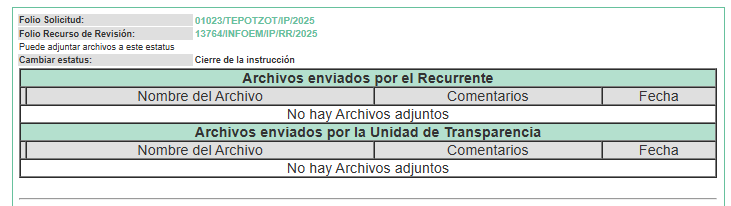 Folio Solicitud: 01023/TEPOTZOT/IP/2025
Folio Recurso de Revisión: 13764/INFOEM/IP/RR/2025
Puede adjuntar archivos a este estatus
Cambiar estatus: Cierre de la instrucción
Archivos enviados por el Recurrente
Nombre del Archivo Comentarios Fecha
No hay Archivos adjuntos
Archivos enviados por la Unidad de Transparencia
Nombre del Archivo Comentarios Fecha
No hay Archivos adjuntos